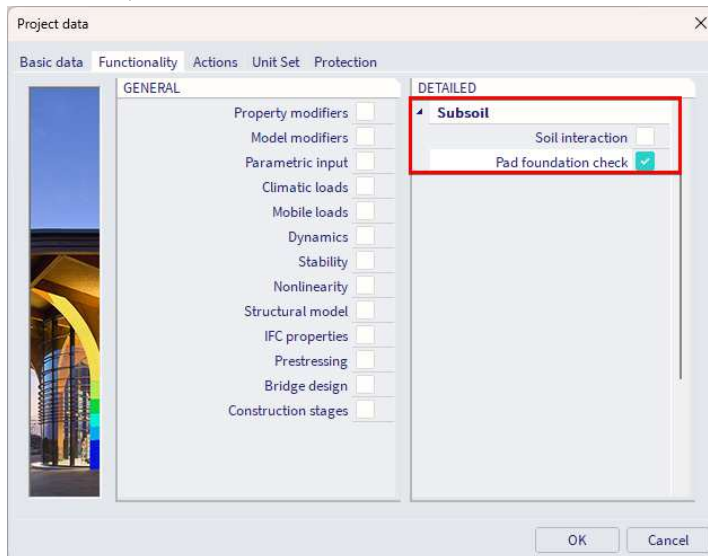 Project data
Basic data Functionality Actions Unit Set Protection
GENERAL
Property modifiers
Model modifiers
Parametric input
Climatic loads
Mobile loads
Dynamics
Stability
Nonlinearity
Structural model
IFC properties
Prestressing
Bridge design
Construction stages
DETAILED
Subsoil
Soil interaction
Pad foundation check
OK Cancel